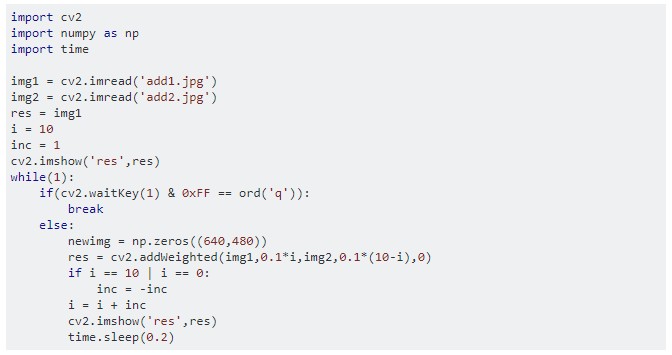 import cv2
import numpy as np
import time

img1 = cv2.imread('add1.jpg')
img2 = cv2.imread('add2.jpg')
res = img1
i = 10
inc = 1
cv2.imshow('res',res)
while(1):
    if(cv2.waitKey(1) & 0xFF == ord('q')):
        break
    else:
        newimg = np.zeros((640,480))
        res = cv2.addWeighted(img1,0.1*i,img2,0.1*(10-i),0)
        if i == 10 | i == 0:
            inc = -inc
        i = i + inc
        cv2.imshow('res',res)
        time.sleep(0.2)